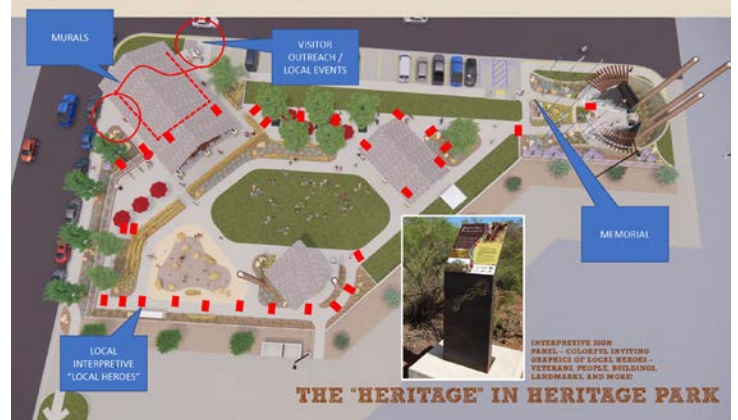 MURALS
VISITOR
OUTREACH /
LOCAL EVENTS
MEMORIAL
LOCAL
INTERPRETIVE
"LOCAL HEROES"
INTERPRETIVE SIGN
PANEL – COLORFUL INVITING
GRAPHICS OF LOCAL HEROES –
VETERANS, PEOPLE, BUILDINGS,
LANDMARKS, AND MORE!
THE "HERITAGE" IN HERITAGE PARK